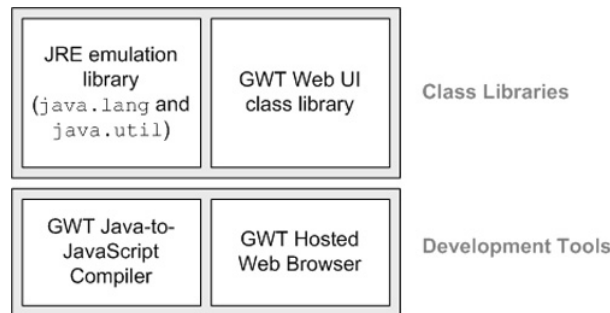 JRE emulation
library
(java.lang and
java.util)
GWT Web UI
class library
Class Libraries
GWT Java-to-
JavaScript
Compiler
GWT Hosted
Web Browser
Development Tools